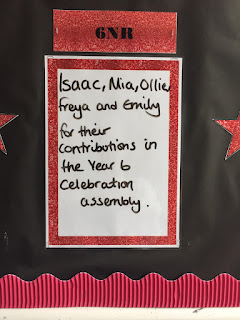 6NR
Isaac, Mia, Ollie,
Freya and Emily
for their
contributions in
the Year 6
Celebration
assembly.